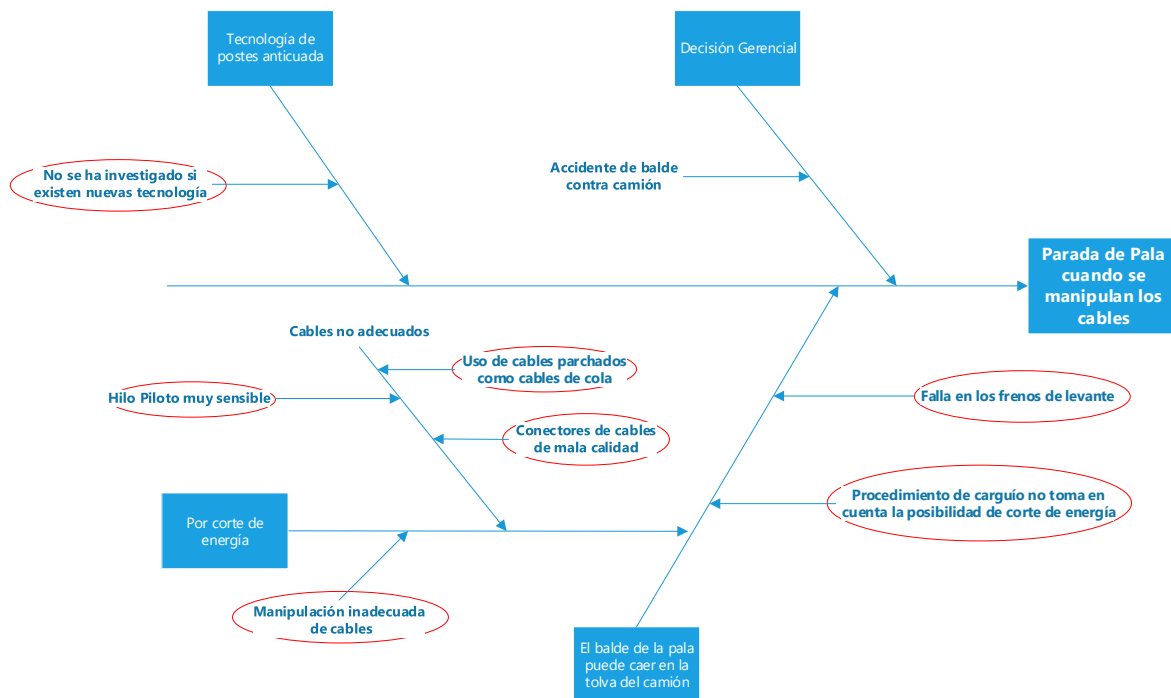 Tecnología de
postes anticuada
Decisión Gerencial
No se ha investigado si
existen nuevas tecnología
Accidente de balde
contra camión
Parada de Pala
cuando se
manipulan los
cables
Cables no adecuados
Uso de cables parchados
como cables de cola
Hilo Piloto muy sensible
Falla en los frenos de levante
Conectores de cables
de mala calidad
Procedimiento de carguío no toma en
cuenta la posibilidad de corte de energía
Por corte de
energía
Manipulación inadecuada
de cables
El balde de la pala
puede caer en la
tolva del camión